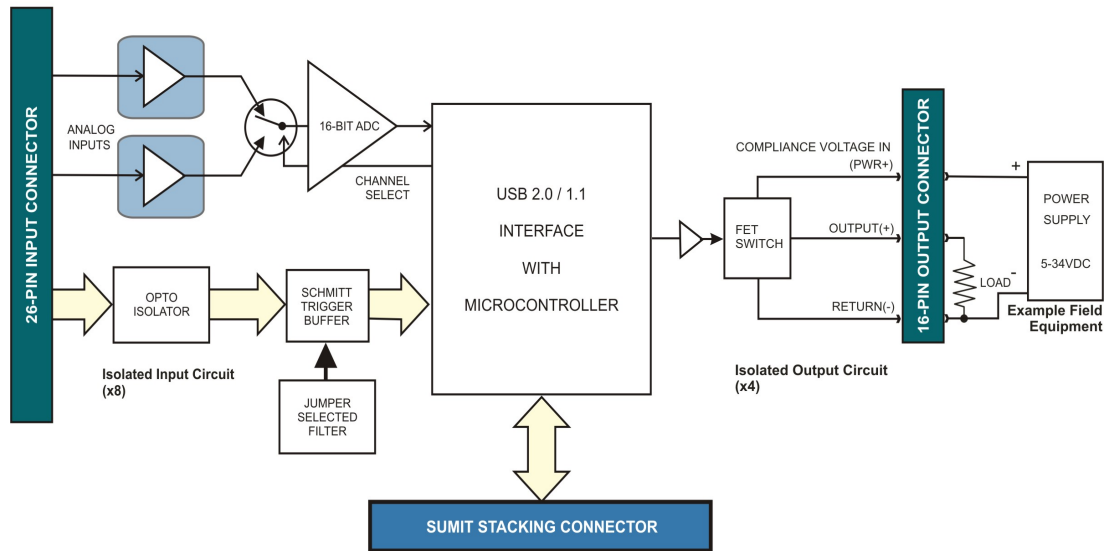 26-PIN INPUT CONNECTOR
ANALOG
INPUTS
16-BIT ADC
CHANNEL
SELECT
OPTO
ISOLATOR
SCHMITT
TRIGGER
BUFFER
Isolated Input Circuit
(x8)
JUMPER
SELECTED
FILTER
USB 2.0 / 1.1
INTERFACE
WITH
MICROCONTROLLER
SUMIT STACKING CONNECTOR
COMPLIANCE VOLTAGE IN
(PWR+)
FET
SWITCH
OUTPUT(+)
RETURN(-)
Isolated Output Circuit
(x4)
16-PIN OUTPUT CONNECTOR
+
POWER
SUPPLY
5-34VDC
LOAD
-
Example Field
Equipment